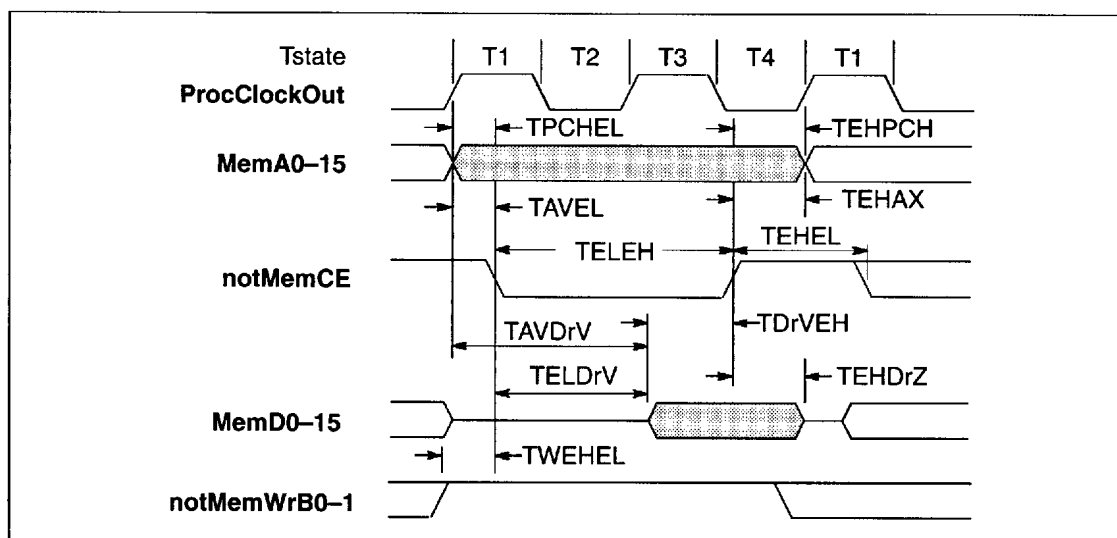 Tstate T1 T2 T3 T4 T1
ProcClockOut
TPCHEL TEHPCH
MemA0–15
TAVEL TEHAX
TELEH TEHEL
notMemCE
TAVDrV TDrVEH
TELDrV TEHDrZ
MemD0–15
TWEHEL
notMemWrB0–1